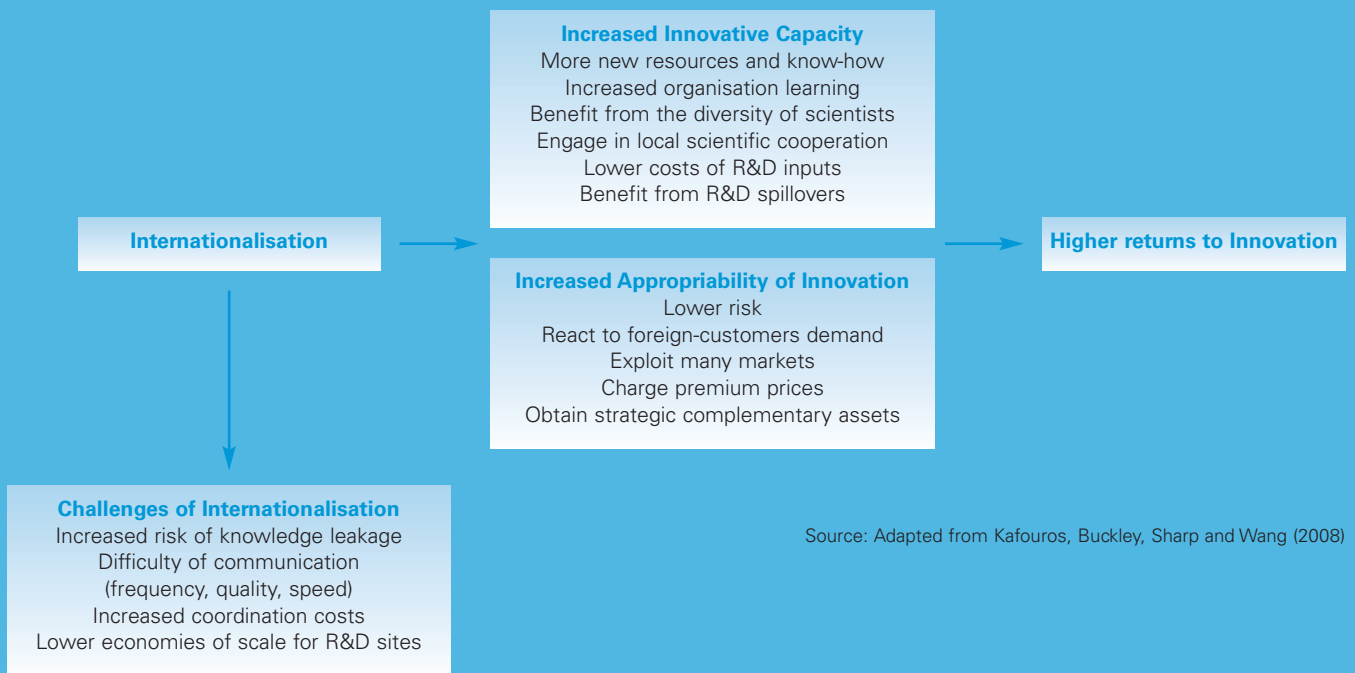 Increased Innovative Capacity
More new resources and know-how
Increased organisation learning
Benefit from the diversity of scientists
Engage in local scientific cooperation
Lower costs of R&D inputs
Benefit from R&D spillovers
Internationalisation
Higher returns to Innovation
Increased Appropriability of Innovation
Lower risk
React to foreign-customers demand
Exploit many markets
Charge premium prices
Obtain strategic complementary assets
Challenges of Internationalisation
Increased risk of knowledge leakage
Difficulty of communication
(frequency, quality, speed)
Increased coordination costs
Lower economies of scale for R&D sites
Source: Adapted from Kafouros, Buckley, Sharp and Wang (2008)